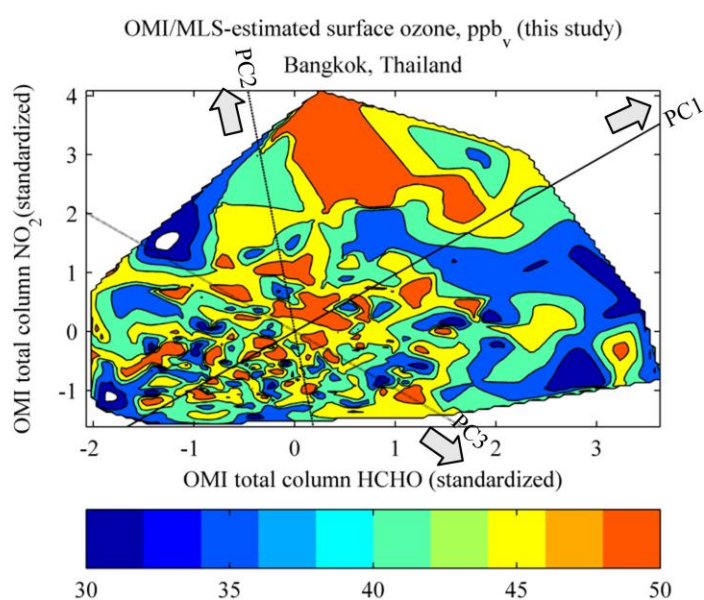 OMI/MLS-estimated surface ozone, ppbv (this study)
Bangkok, Thailand
PC2
PC1
PC3
OMI total column NO2(standardized)
4
3
2
1
0
-1
-2 -1 0 1 2 3
OMI total column HCHO (standardized)
30 35 40 45 50